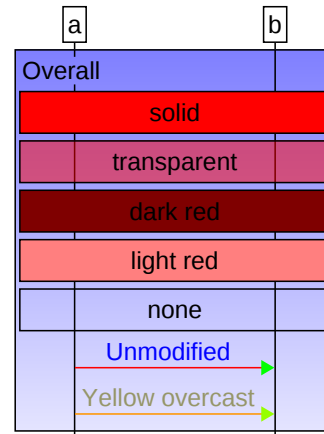 a b
Overall
solid
transparent
dark red
light red
none
Unmodified
Yellow overcast